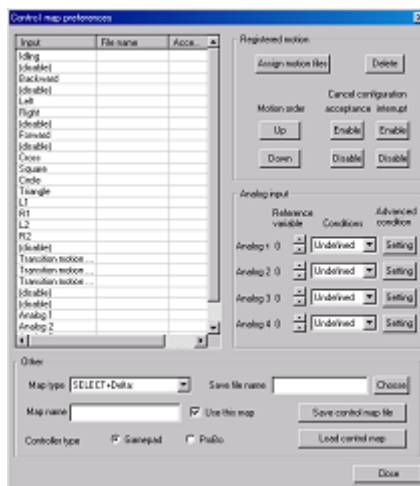 Control map preferences
Input File name Acce...
Idling
(disable)
Backward
(disable)
Left
Right
(disable)
Forward
(disable)
Cross
Square
Circle
Triangle
L1
R1
L2
R2
(disable)
Transition motion ...
Transition motion ...
Transition motion ...
(disable)
(disable)
Analog 1
Analog 2
Registered motion
Assign motion files Delete
Cancel configuration
Motion order acceptance interrupt
Up Enable Enable
Down Disable Disable
Analog input
Reference variable Conditions Advanced condition
Analog 1 0 Undefined Setting
Analog 2 0 Undefined Setting
Analog 3 0 Undefined Setting
Analog 4 0 Undefined Setting
Other
Map type SELECT+Delta: Save file name Choose
Map name Use this map Save control map file
Controller type Gamepad Load control map
Close